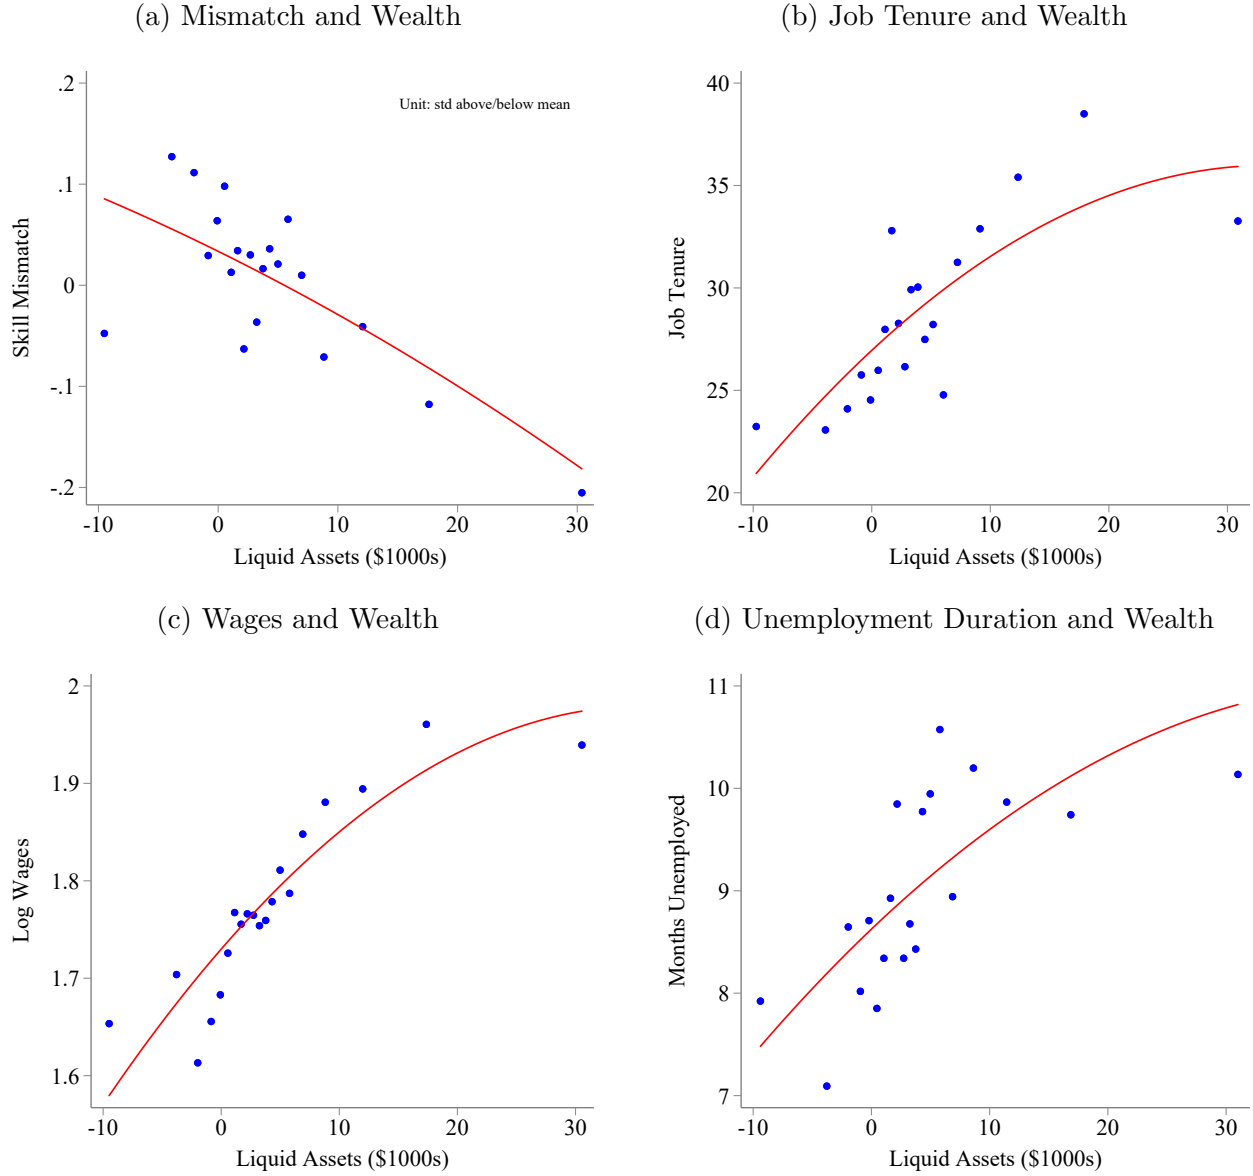 (a) Mismatch and Wealth
Unit: std above/below mean
Skill Mismatch
.2
.1
0
-.1
-.2
-10 0 10 20 30
Liquid Assets ($1000s)
(b) Job Tenure and Wealth
Job Tenure
40
35
30
25
20
-10 0 10 20 30
Liquid Assets ($1000s)
(c) Wages and Wealth
Log Wages
2
1.9
1.8
1.7
1.6
-10 0 10 20 30
Liquid Assets ($1000s)
(d) Unemployment Duration and Wealth
Months Unemployed
11
10
9
8
7
-10 0 10 20 30
Liquid Assets ($1000s)